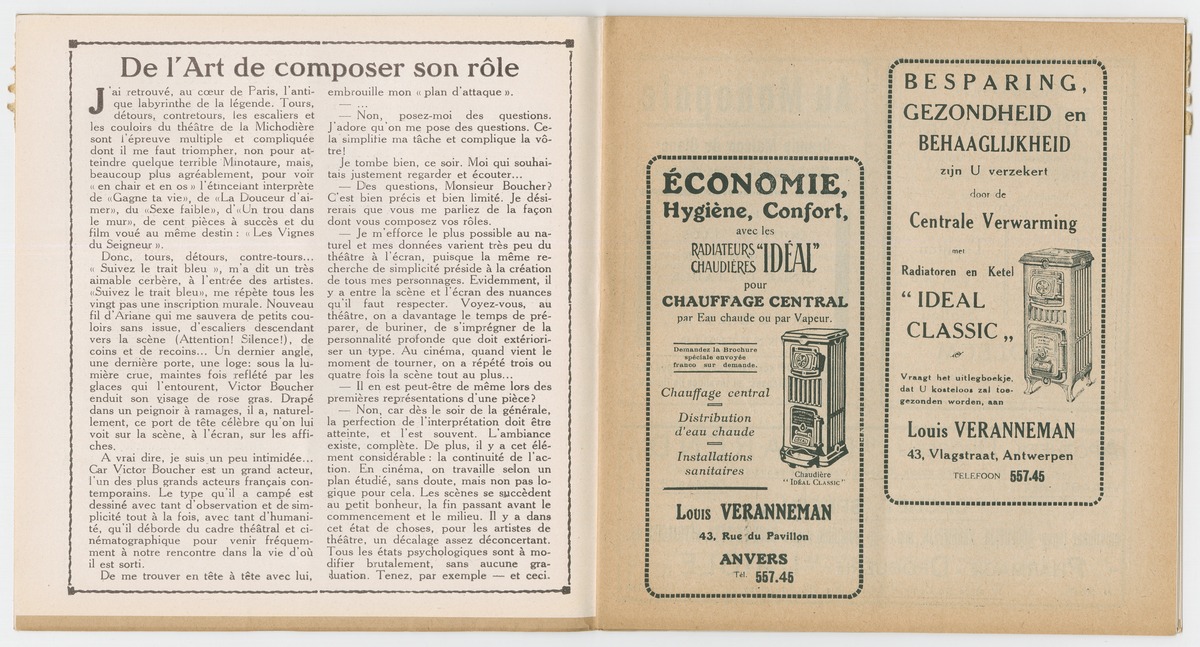 De l'Art de composer son rôle
J'ai retrouvé, au cœur de Paris, l'anti-
que labyrinthe de la légende. Tours,
détours, contretours, les escaliers et
les couloirs du théâtre de la Michodière
sont l'épreuve multiple et compliquée
dont il me faut triompher, non pour at-
teindre quelque terrible Minotaure, mais,
beaucoup plus agréablement, pour voir
« en chair et en os » l'étinceiant interprète
de «Gagne ta vie», de «La Douceur d'ai-
mer», du «Sexe faible», d'«Un trou dans
le mur», de cent pièces à succès et du
film voué au même destin : « Les Vignes
du Seigneur ».
Donc, tours, détours, contre-tours...
« Suivez le trait bleu », m'a dit un très
aimable cerbère, à l'entrée des artistes.
«Suivez le trait bleu», me répète tous les
vingt pas une inscription murale. Nouveau
fil d'Ariane qui me sauvera de petits cou-
loirs sans issue, d'escaliers descendant
vers la scène (Attention! Silence!), de
coins et de recoins... Un dernier angle,
une dernière porte, une loge: sous la lu-
mière crue, maintes fois reflété par les
glaces qui l'entourent, Victor Boucher
enduit son visage de rose gras. Drapé
dans un peignoir à ramages, il a, naturel-
lement, ce port de tête célèbre qu'on lui
voit sur la scène, à l'écran, sur les affi-
ches.
A vrai dire, je suis un peu intimidée...
Car Victor Boucher est un grand acteur,
l'un des plus grands acteurs français con-
temporains. Le type qu'il a campé est
dessiné avec tant d'observation et de sim-
plicité tout à la fois, avec tant d'humani-
té, qu'il déborde du cadre théâtral et ci-
nématographique pour venir fréquem-
ment à notre rencontre dans la vie d'où
il est sorti.
De me trouver en tête à tête avec lui,
embrouille mon « plan d'attaque ».
— ...
— Non, posez-moi des questions.
J'adore qu'on me pose des questions. Ce-
la simplifie ma tâche et complique la vô-
tre!
Je tombe bien, ce soir. Moi qui souhai-
tais justement regarder et écouter...
— Des questions, Monsieur Boucher?
C'est bien précis et bien limité. Je dési-
rerais que vous me parliez de la façon
dont vous composez vos rôles.
— Je m'efforce le plus possible au na-
turel et mes données varient très peu du
théâtre à l'écran, puisque la même re-
cherche de simplicité préside à la création
de tous mes personnages. Evidemment, il
y a entre la scène et l'écran des nuances
qu'il faut respecter. Voyez-vous, au
théâtre, on a davantage le temps de pré-
parer, de buriner, de s'imprégner de la
personnalité profonde que doit extériori-
ser un type. Au cinéma, quand vient le
moment de tourner, on a répété trois ou
quatre fois la scène tout au plus...
— Il en est peut-être de même lors des
premières représentations d'une pièce?
— Non, car dès le soir de la générale,
la perfection de l'interprétation doit être
atteinte, et l'est souvent. L'ambiance
existe, complète. De plus, il y a cet élé-
ment considérable : la continuité de l'ac-
tion. En cinéma, on travaille selon un
plan étudié, sans doute, mais non pas lo-
gique pour cela. Les scènes se succèdent
au petit bonheur, la fin passant avant le
commencement et le milieu. Il y a dans
cet état de choses, pour les artistes de
théâtre, un décalage assez déconcertant.
Tous les états psychologiques sont à mo-
difier brutalement, sans aucune gra-
duation. Tenez, par exemple — et ceci.
ÉCONOMIE,
Hygiène, Confort,
avec les
RADIATEURS
CHAUDIÈRES "IDÉAL"
pour
CHAUFFAGE CENTRAL
par Eau chaude ou par Vapeur.
Demandez la Brochure
spéciale envoyée
franco sur demande.
Chauffage central
Distribution
d'eau chaude
Installations
sanitaires
Chaudière
"IDÉAL CLASSIC"
Louis VERANNEMAN
43, Rue du Pavillon
ANVERS
Tél. 557.45
BESPARING,
GEZONDHEID en
BEHAAGLIJKHEID
zijn U verzekert
door de
Centrale Verwarming
met
Radiatoren en Ketel
" IDEAL
CLASSIC „
Vraagt het uitlegboekje,
dat U kosteloos zal toe-
gezonden worden, aan
Louis VERANNEMAN
43, Vlagstraat, Antwerpen
TELEFOON 557.45